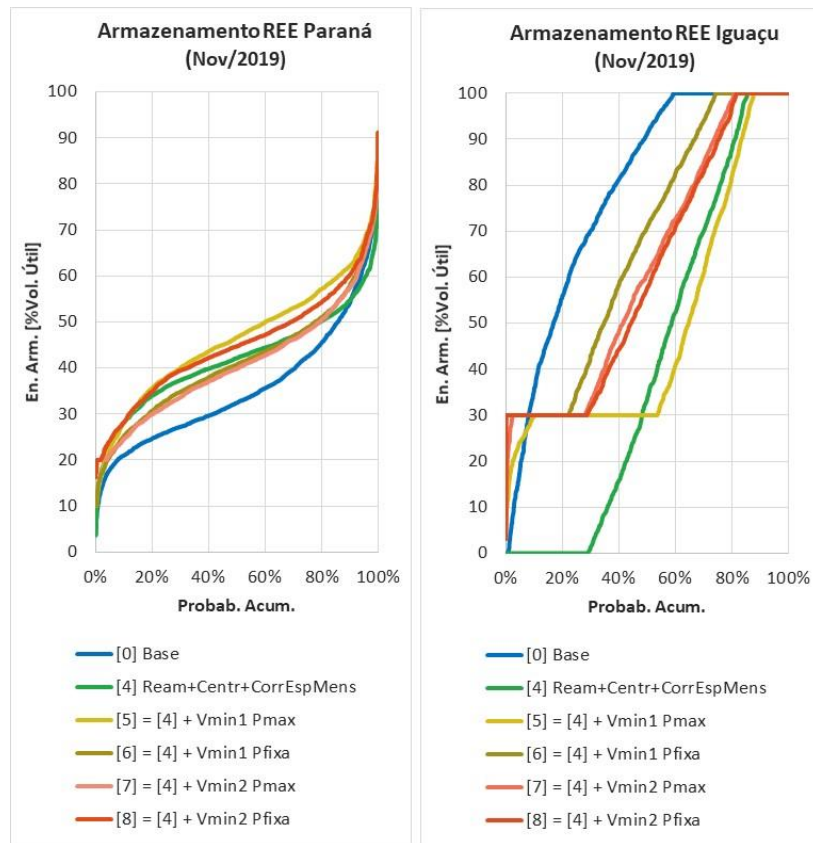 Armazenamento REE Paraná
(Nov/2019)
En. Arm. [%Vol. Útil]
100
90
80
70
60
50
40
30
20
10
0
0% 20% 40% 60% 80% 100%
Probab. Acum.
[0] Base
[4] Ream+Centr+CorrEspMens
[5] = [4] + Vmin1 Pmax
[6] = [4] + Vmin1 Pfixa
[7] = [4] + Vmin2 Pmax
[8] = [4] + Vmin2 Pfixa
Armazenamento REE Iguaçu
(Nov/2019)
En. Arm. [%Vol. Útil]
100
90
80
70
60
50
40
30
20
10
0
0% 20% 40% 60% 80% 100%
Probab. Acum.
[0] Base
[4] Ream+Centr+CorrEspMens
[5] = [4] + Vmin1 Pmax
[6] = [4] + Vmin1 Pfixa
[7] = [4] + Vmin2 Pmax
[8] = [4] + Vmin2 Pfixa